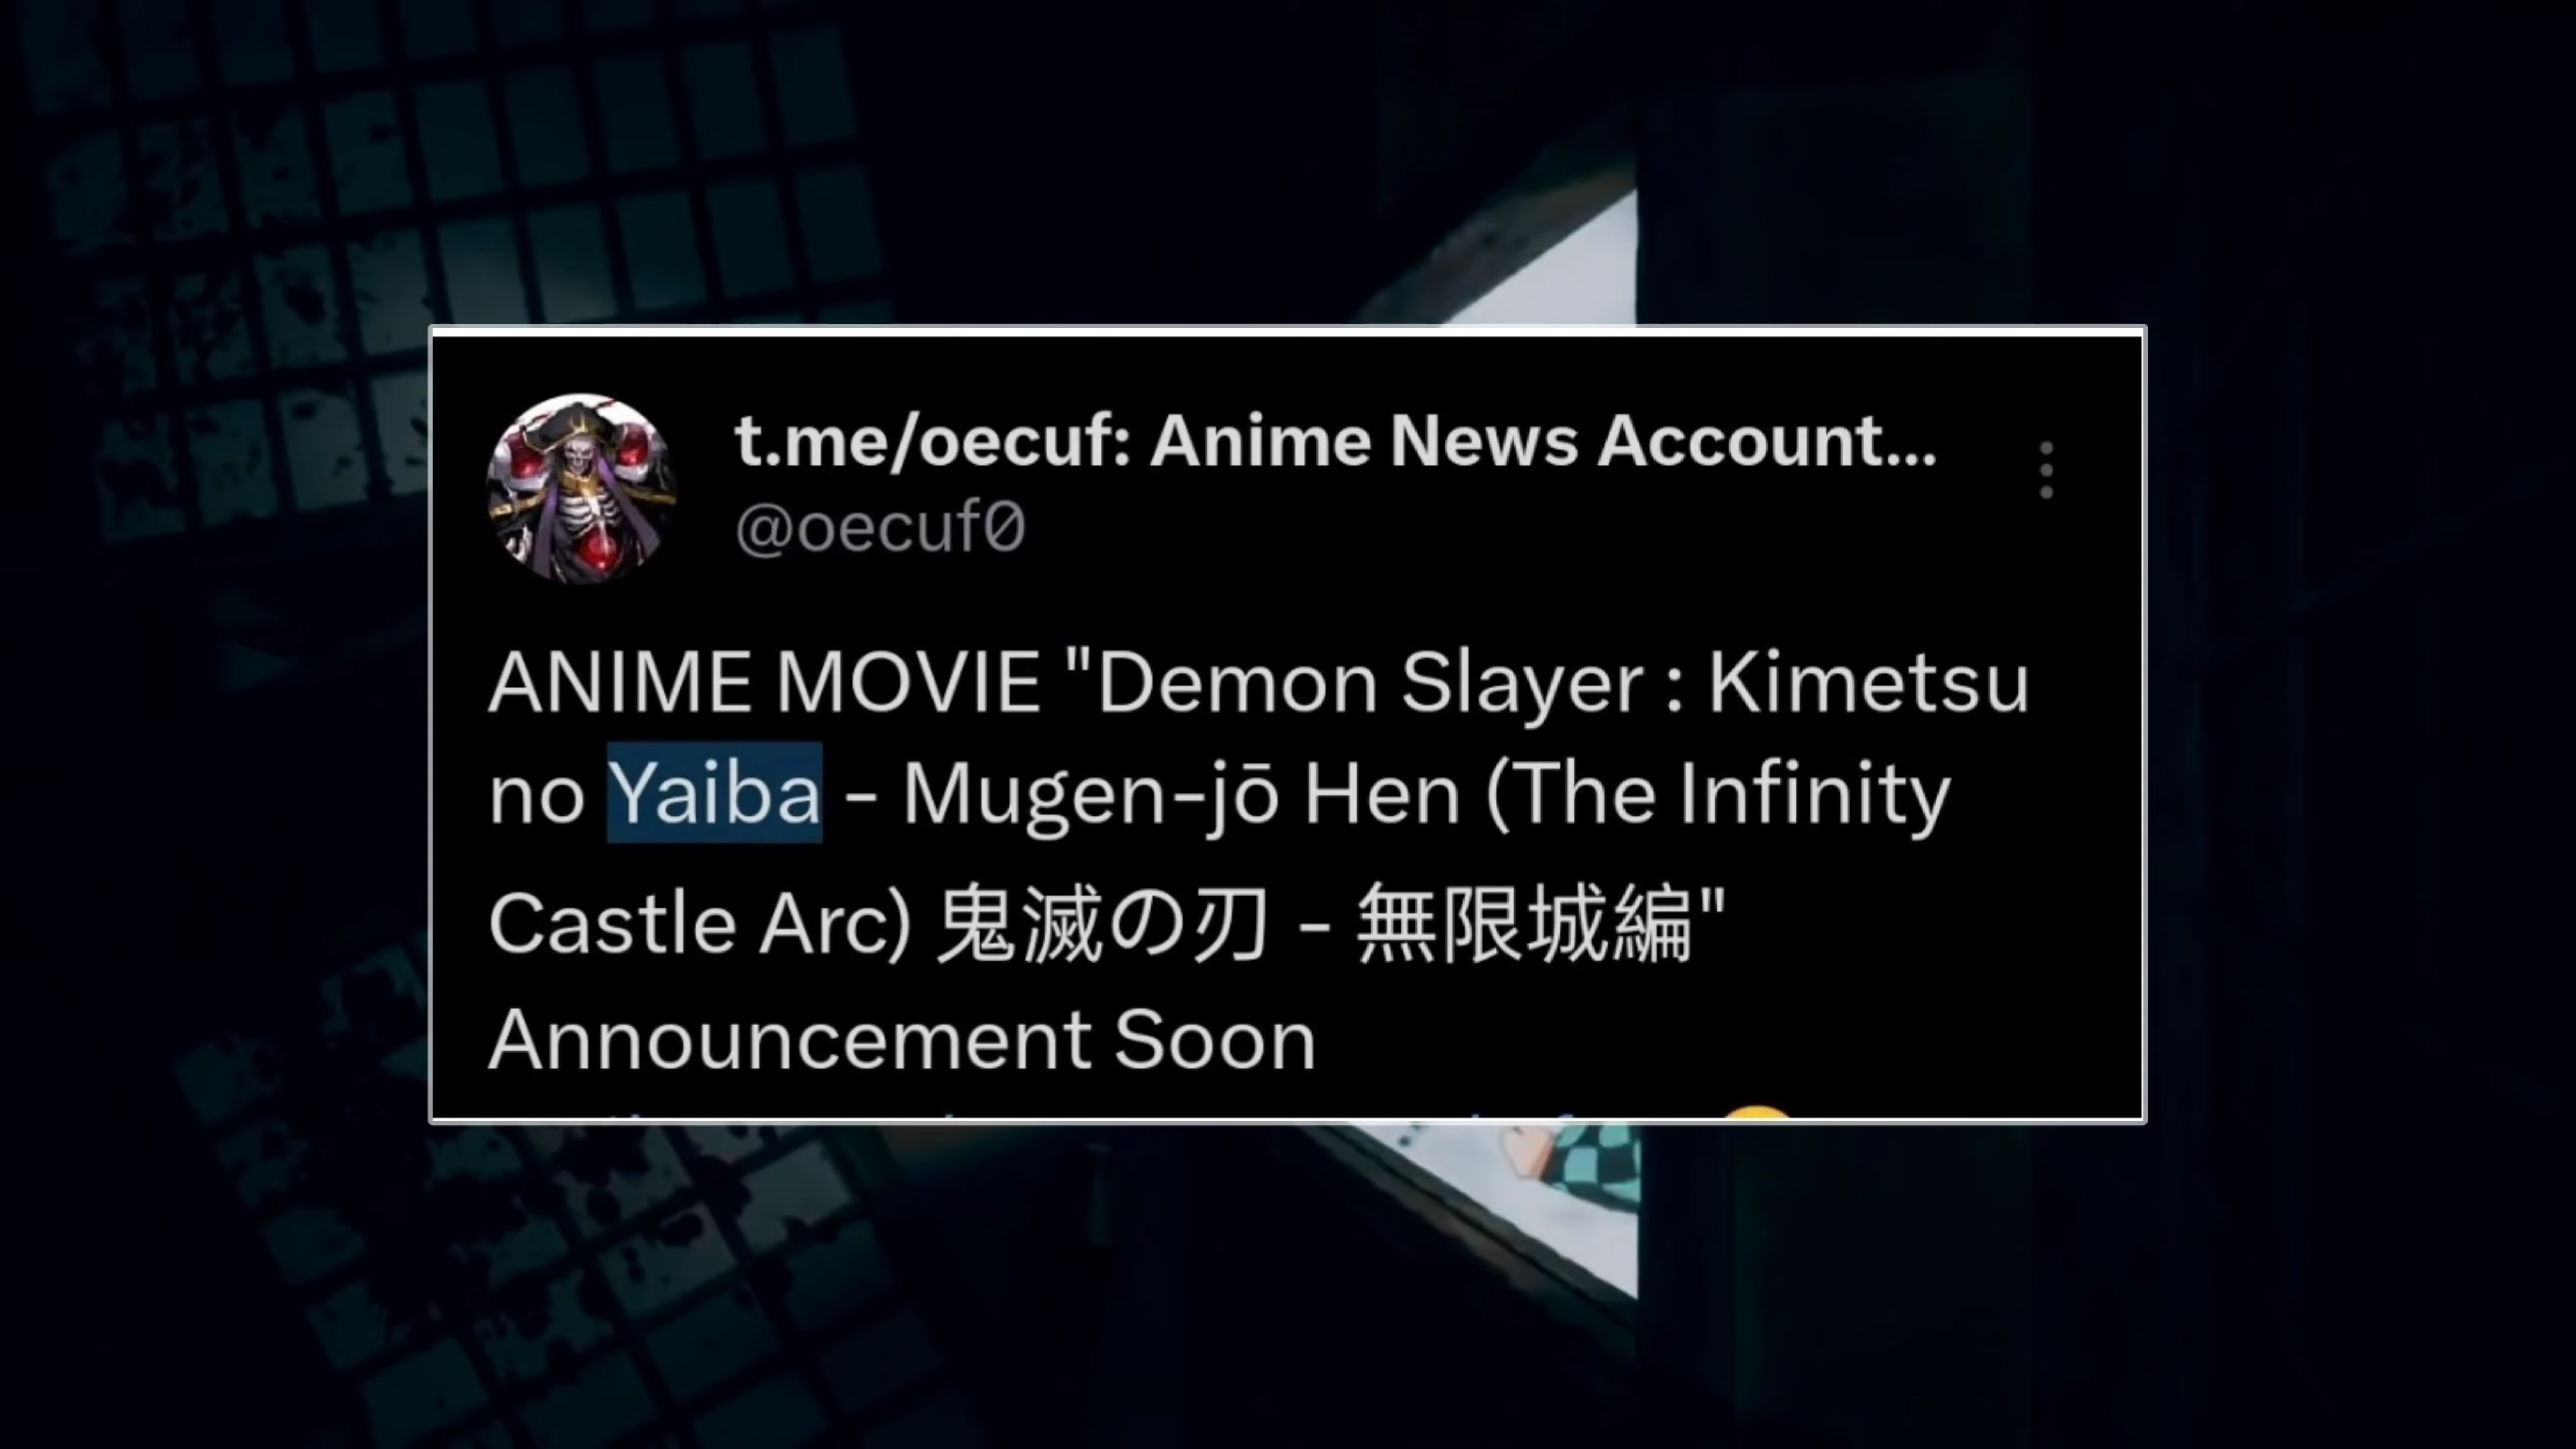 t.me/oecuf: Anime News Account...
@oecuf0
ANIME MOVIE "Demon Slayer : Kimetsu
no Yaiba - Mugen-jō Hen (The Infinity
Castle Arc) 鬼滅の刃 - 無限城編"
Announcement Soon